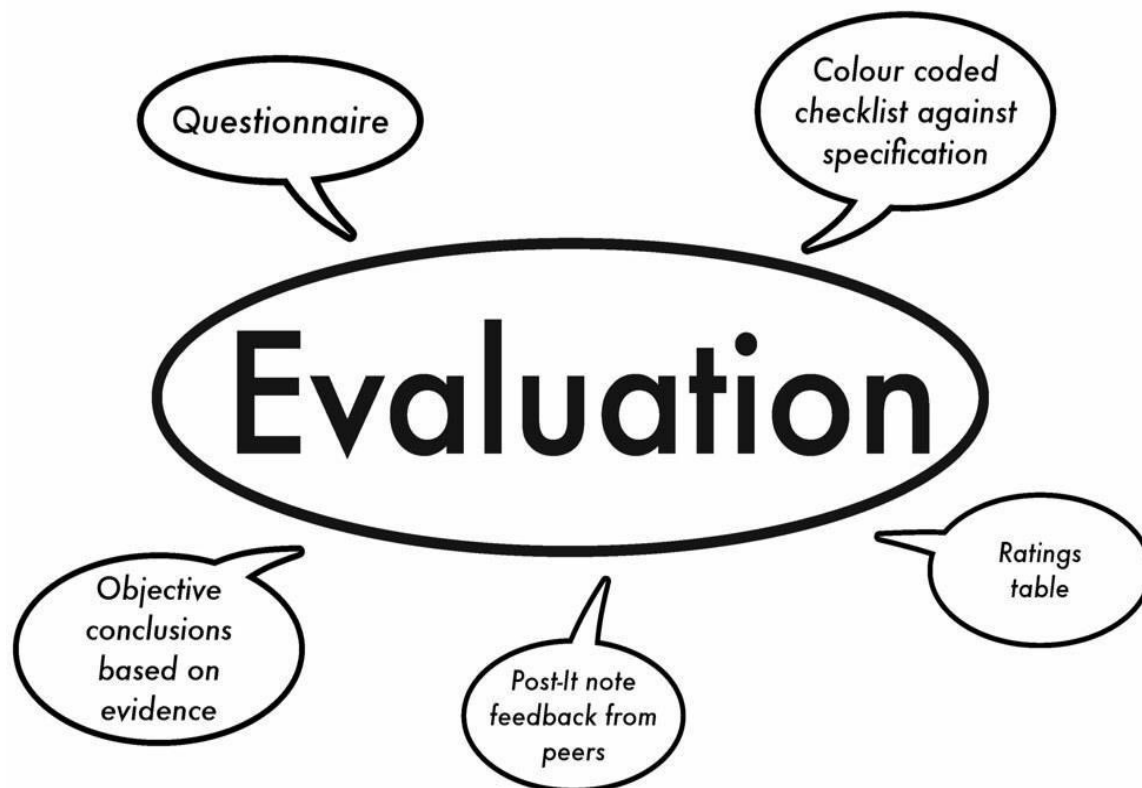 Questionnaire
Colour coded
checklist against
specification
Evaluation
Objective
conclusions
based on
evidence
Post-It note
feedback from
peers
Ratings
table